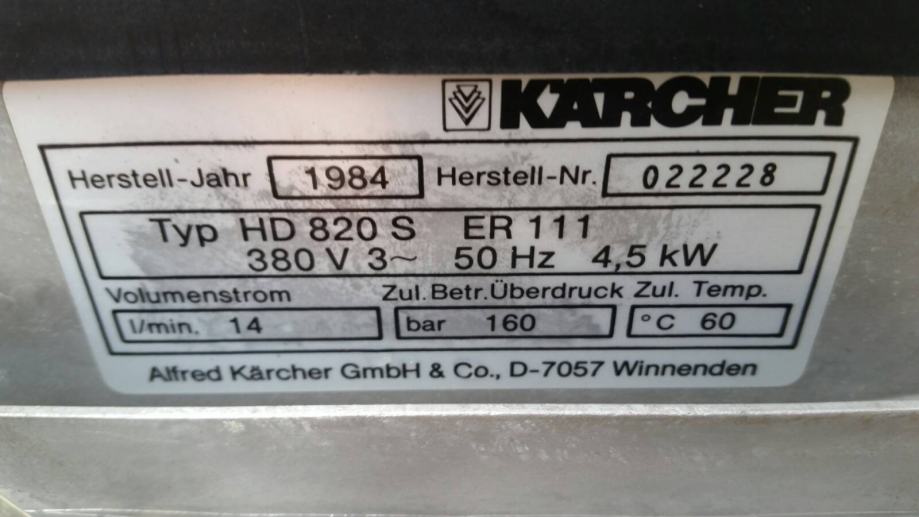 KÄRCHER
Herstell-Jahr 1984 Herstell-Nr. 022228
Typ HD 820 S ER 111
380 V 3~ 50 Hz 4,5 kW
Volumenstrom Zul.Betr.Überdruck Zul. Temp.
l/min. 14 bar 160 °C 60
Alfred Kärcher GmbH & Co., D-7057 Winnenden